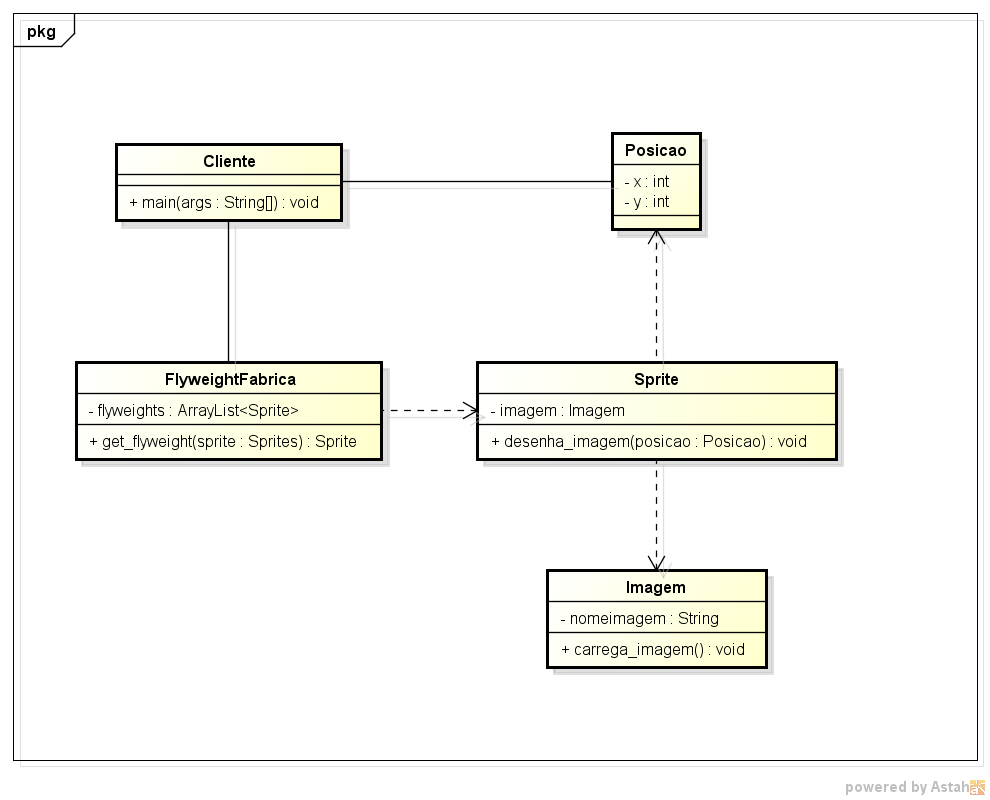 pkg
Cliente
+ main(args : String[]) : void
Posicao
- x : int
- y : int
FlyweightFabrica
- flyweights : ArrayList<Sprite>
+ get_flyweight(sprite : Sprites) : Sprite
Sprite
- imagem : Imagem
+ desenha_imagem(posicao : Posicao) : void
Imagem
- nomeimagem : String
+ carrega_imagem() : void
powered by Astah